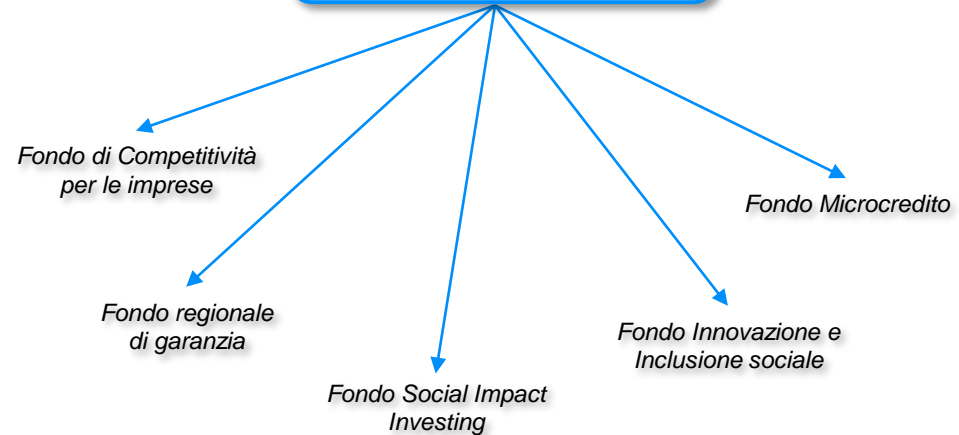 Fondo di Competitività
per le imprese
Fondo Microcredito
Fondo regionale
di garanzia
Fondo Innovazione e
Inclusione sociale
Fondo Social Impact
Investing